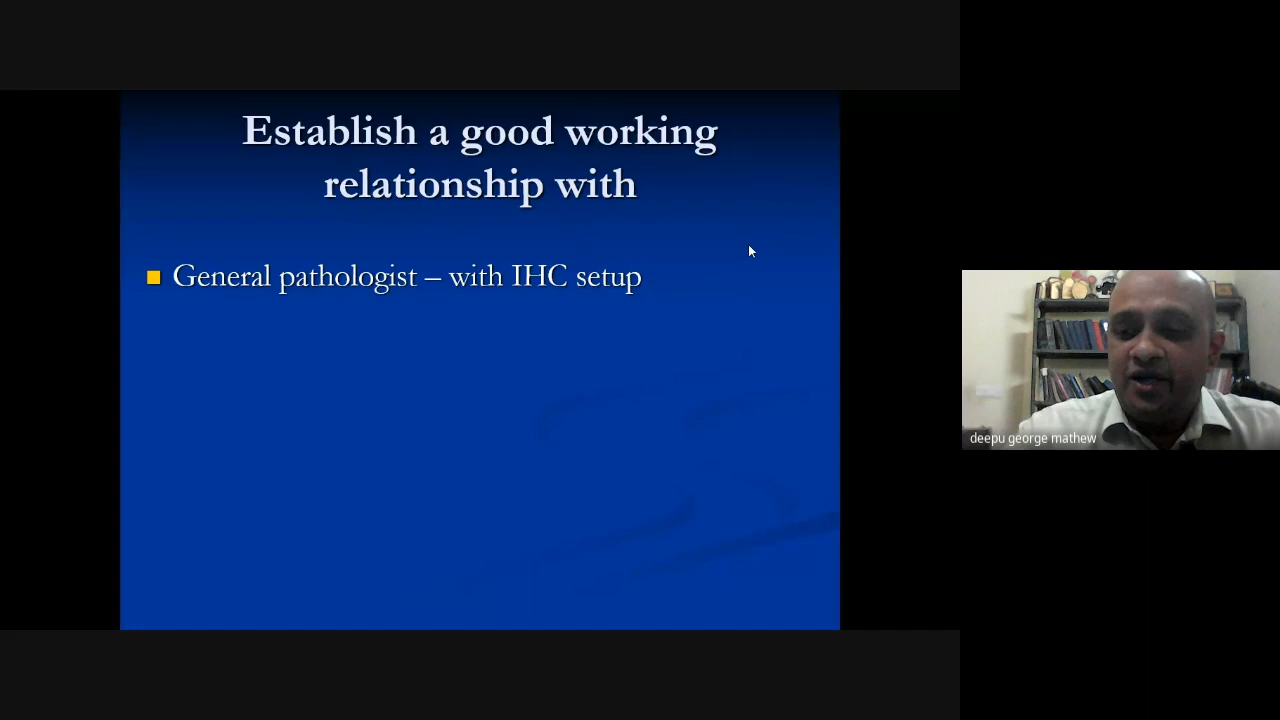 Establish a good working
relationship with
General pathologist – with IHC setup
deepu george mathew